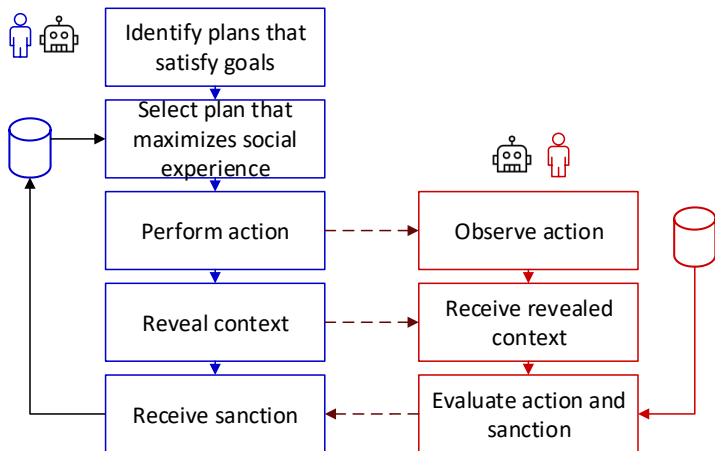 Identify plans that
satisfy goals
Select plan that
maximizes social
experience
Perform action
Observe action
Reveal context
Receive revealed
context
Receive sanction
Evaluate action and
sanction